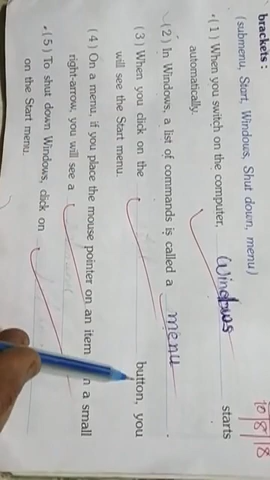 brackets :
(submenu, Start, Windows, Shut down, menu)
10/8/18
(1) When you switch on the computer, Windows starts
automatically.
(2) In Windows, a list of commands is called a menu.
(3) When you click on the button, you
will see the Start menu.
(4) On a menu, if you place the mouse pointer on an item a small
right-arrow, you will see a
(5) To shut down Windows, click on
on the Start menu.